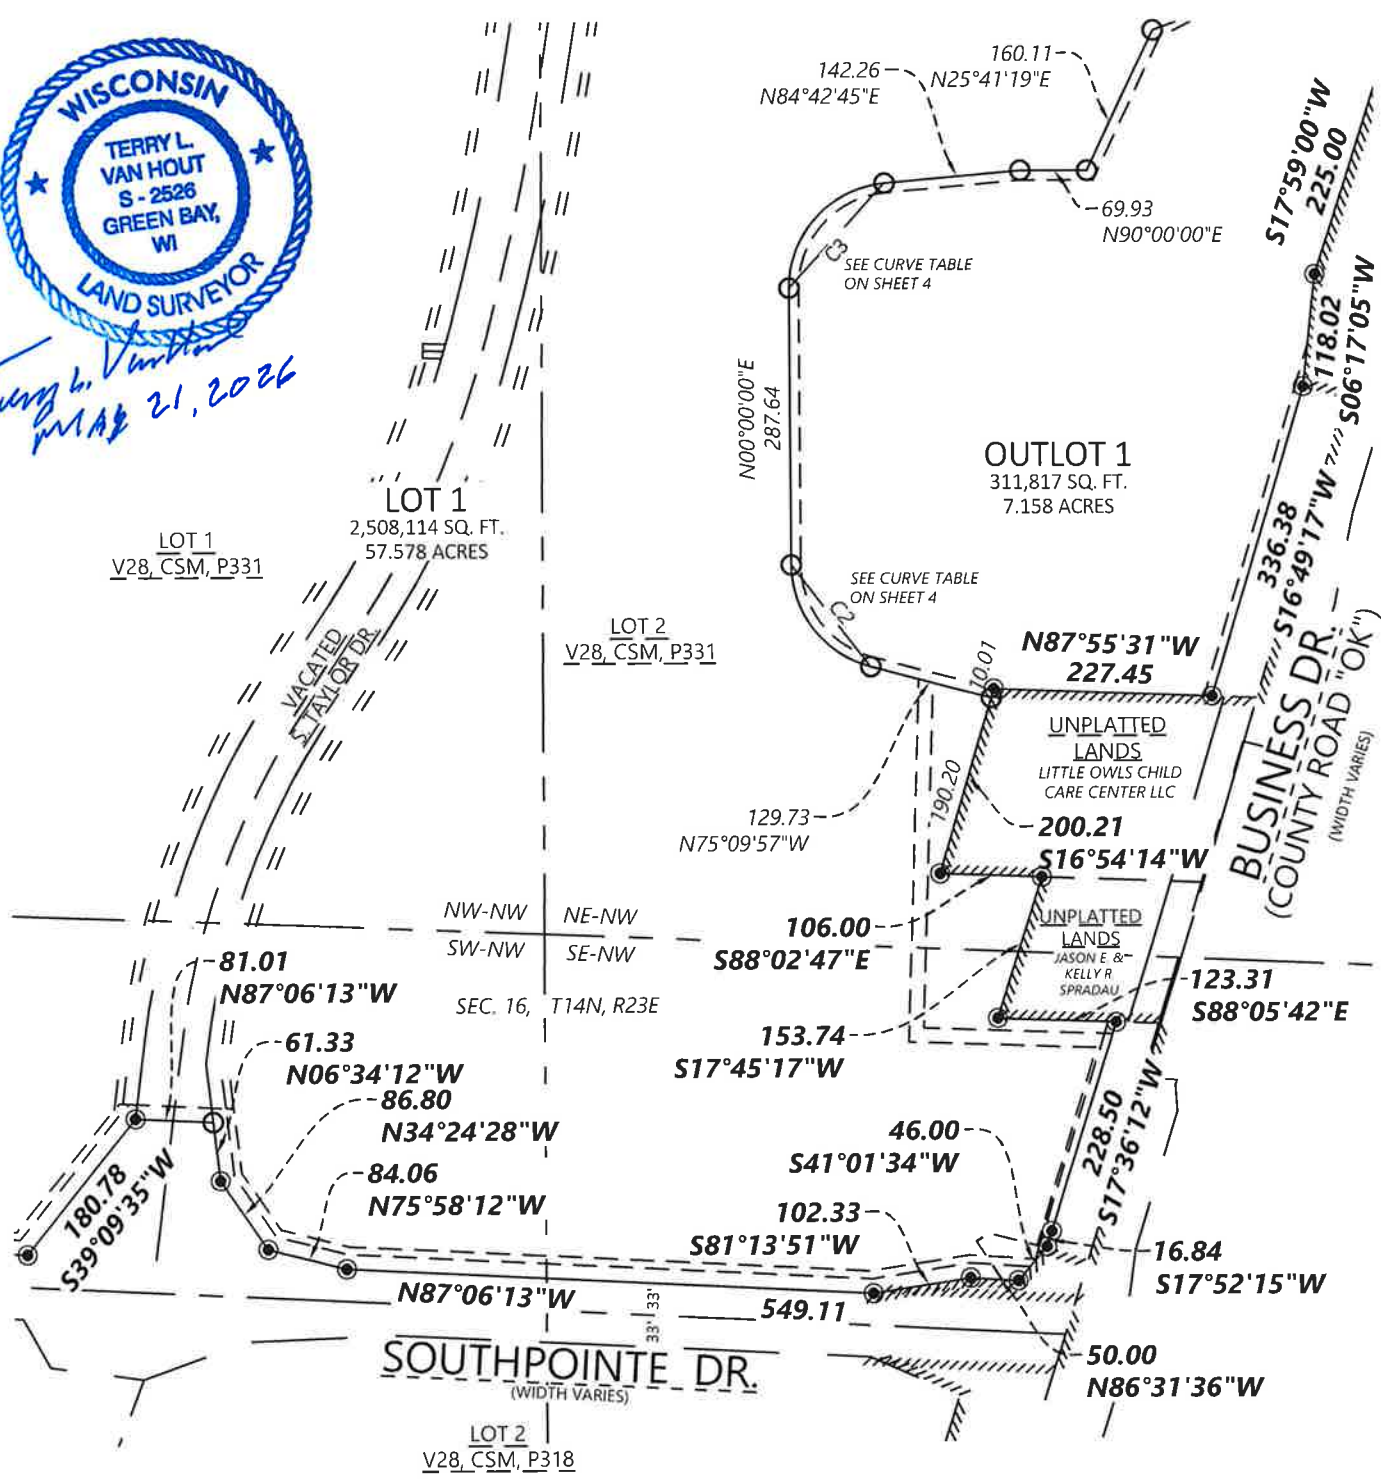 WISCONSIN
TERRY L.
VAN HOUT
S - 2526
GREEN BAY,
WI
LAND SURVEYOR
21, 2026
142.26
N84°42'45"E
160.11
N25°41'19"E
69.93
N90°00'00"E
S17°59'00"W
225.00
118.02
S06°17'05"W
C3
SEE CURVE TABLE
ON SHEET 4
N00°00'00"E
287.64
OUTLOT 1
311,817 SQ. FT.
7.158 ACRES
LOT 1
2,508,114 SQ. FT.
57.578 ACRES
LOT 1
V28, CSM, P331
336.38
S16°49'17"W
SEE CURVE TABLE
ON SHEET 4
C2
LOT 2
V28, CSM, P331
VACATED
S. TAYLOR DR.
10.01
N87°55'31"W
227.45
UNPLATTED
LANDS
LITTLE OWLS CHILD
CARE CENTER LLC
BUSINESS DR.
(COUNTY ROAD "OK")
(WIDTH VARIES)
129.73
N75°09'57"W
190.20
200.21
S16°54'14"W
NW-NW
NE-NW
SW-NW
SE-NW
106.00
S88°02'47"E
UNPLATTED
LANDS
JASON E. &
KELLY R.
SPRADAU
81.01
N87°06'13"W
SEC. 16, T14N, R23E
123.31
S88°05'42"E
61.33
N06°34'12"W
153.74
S17°45'17"W
86.80
N34°24'28"W
46.00
S41°01'34"W
228.50
S17°36'12"W
180.78
S39°09'35"W
84.06
N75°58'12"W
102.33
S81°13'51"W
16.84
S17°52'15"W
N87°06'13"W
33'
33'
549.11
SOUTHPOINTE DR.
(WIDTH VARIES)
50.00
N86°31'36"W
LOT 2
V28, CSM, P318